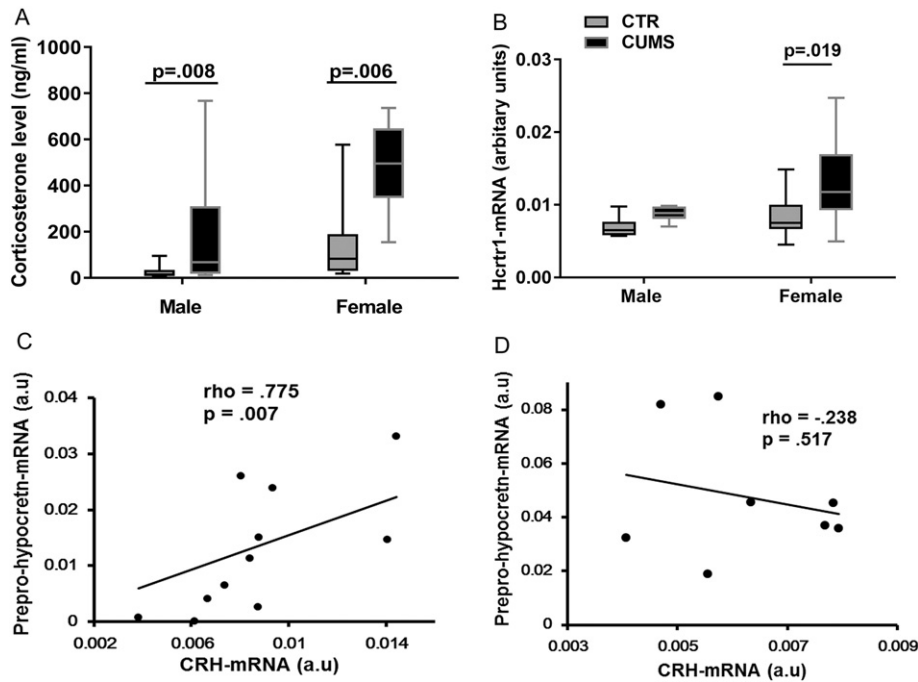 A
Corticosterone level (ng/ml)
1000
800
600
400
200
0
p=.008
p=.006
Male
Female
B
CTR
CUMS
Hcrtr1-mRNA (arbitary units)
0.03
0.02
0.01
0.00
p=.019
Male
Female
C
Prepro-hypocretn-mRNA (a.u)
0.04
0.03
0.02
0.01
0
rho = .775
p = .007
0.002
0.006
0.01
0.014
CRH-mRNA (a.u)
D
Prepro-hypocretn-mRNA (a.u)
0.08
0.06
0.04
0.02
0.00
rho = -.238
p = .517
0.003
0.005
0.007
0.009
CRH-mRNA (a.u)